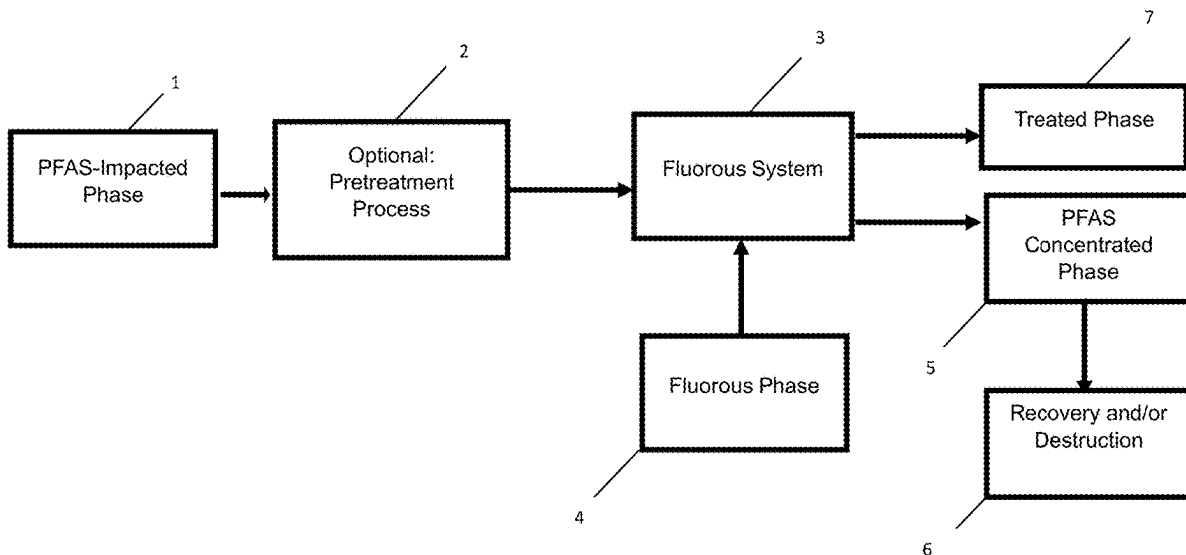 1
2
3
7
PFAS-Impacted
Phase
Optional:
Pretreatment
Process
Fluorous System
Treated Phase
PFAS
Concentrated
Phase
Fluorous Phase
5
Recovery and/or
Destruction
4
6